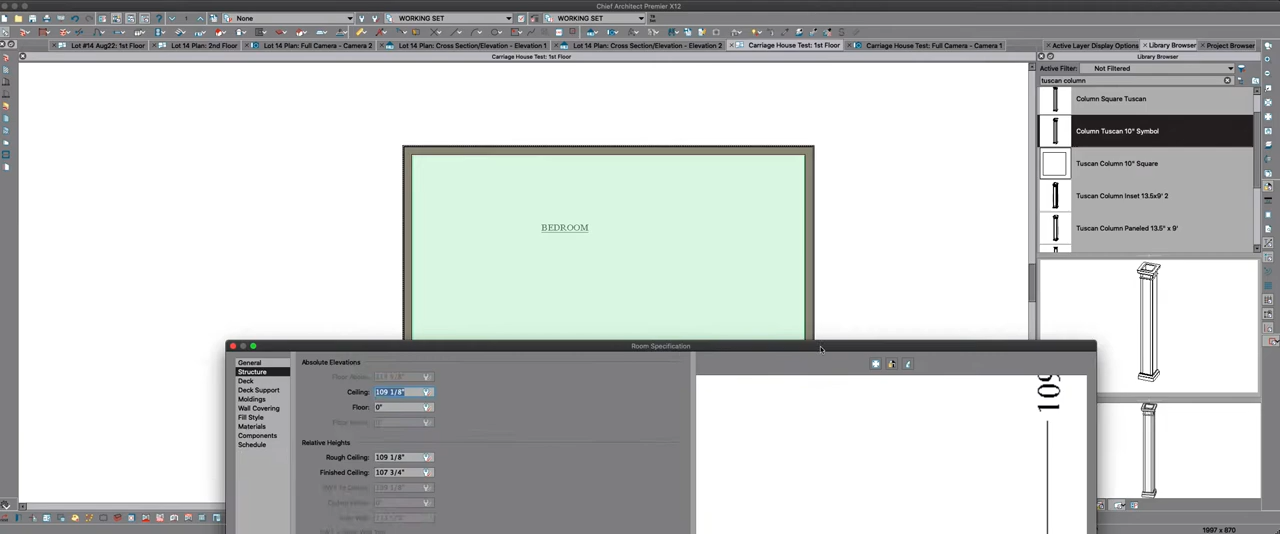 Chief Architect Premier X12
None
WORKING SET
WORKING SET
Lot #14 Aug22: 1st Floor
Lot 14 Plan: 2nd Floor
Lot 14 Plan: Full Camera - Camera 2
Lot 14 Plan: Cross Section/Elevation - Elevation 1
Lot 14 Plan: Cross Section/Elevation - Elevation 2
Carriage House Test: 1st Floor
Carriage House Test: Full Camera - Camera 1
Active Layer Display Options
Library Browser
Project Browser
Carriage House Test: 1st Floor
Library Browser
Active Filter:
Not Filtered
tuscan column
Column Square Tuscan
Column Tuscan 10" Symbol
Tuscan Column 10" Square
Tuscan Column Inset 13.5x9' 2
Tuscan Column Paneled 13.5" x 9'
BEDROOM
Room Specification
General
Structure
Deck
Deck Support
Moldings
Wall Covering
Fill Style
Materials
Components
Schedule
Absolute Elevations
Ceiling:
109 1/8"
Floor:
0"
Relative Heights
Rough Ceiling:
109 1/8"
Finished Ceiling:
107 3/4"
109
1997 x 870